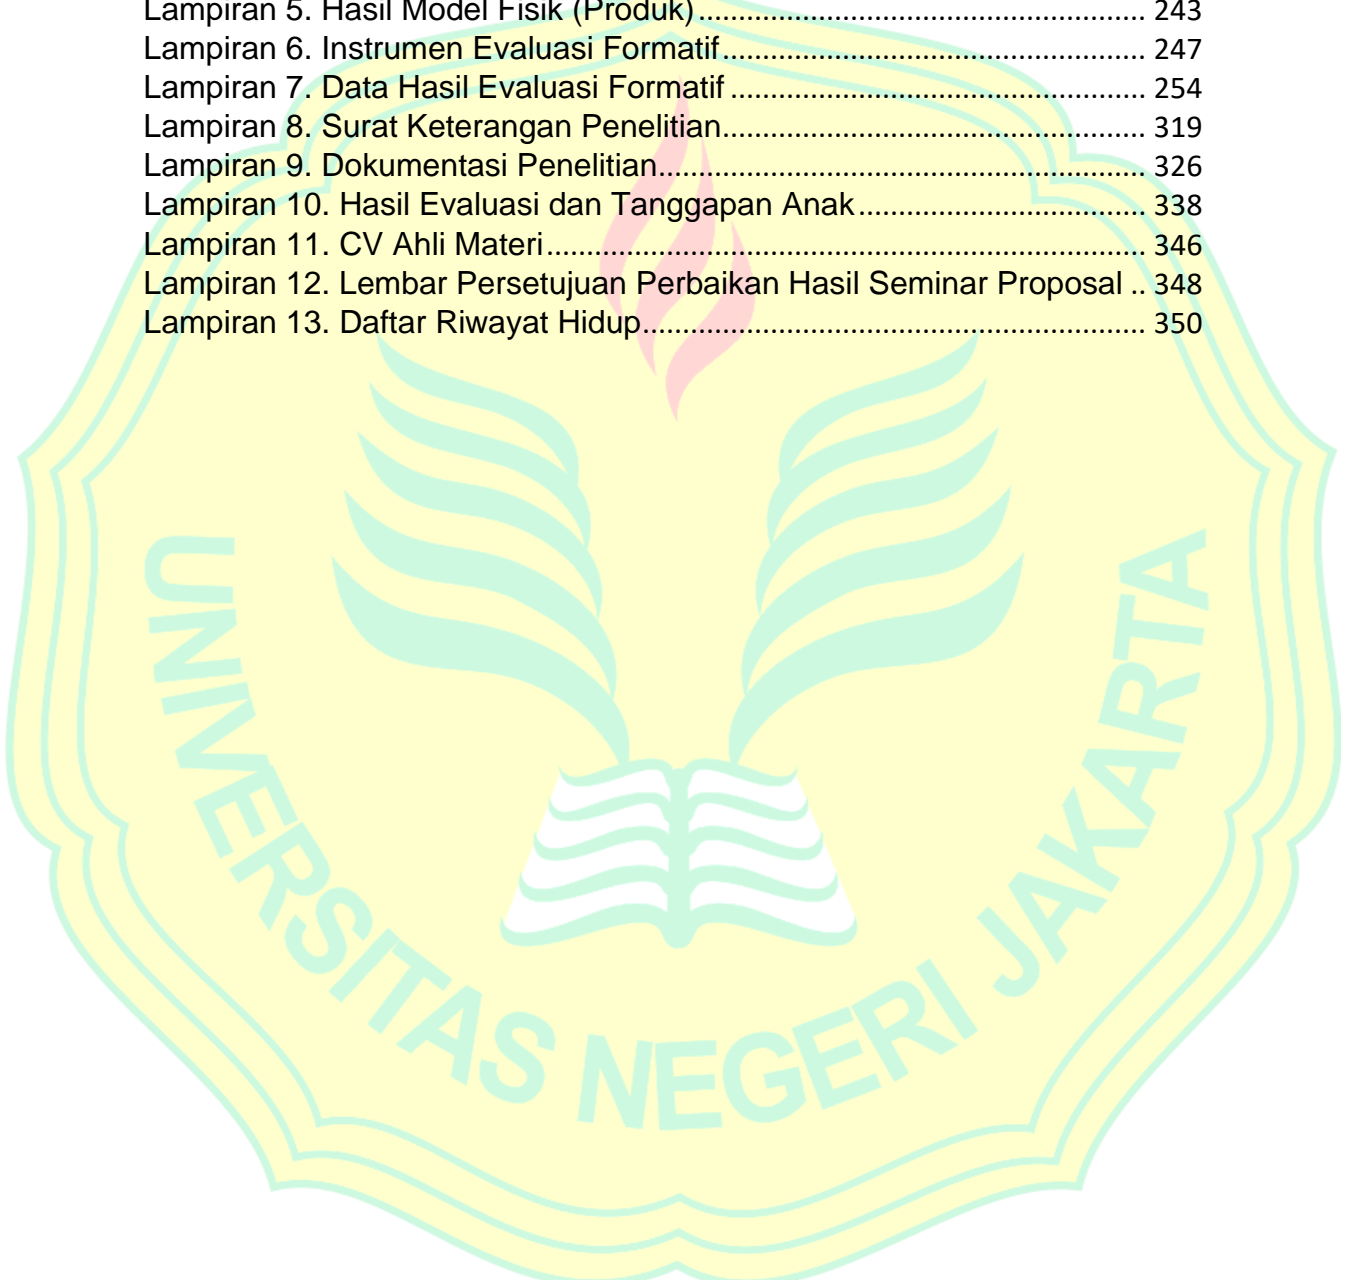 Lampiran 5. Hasil Model Fisik (Produk)........................................................ 243
Lampiran 6. Instrumen Evaluasi Formatif..................................................... 247
Lampiran 7. Data Hasil Evaluasi Formatif .................................................... 254
Lampiran 8. Surat Keterangan Penelitian..................................................... 319
Lampiran 9. Dokumentasi Penelitian............................................................. 326
Lampiran 10. Hasil Evaluasi dan Tanggapan Anak .................................... 338
Lampiran 11. CV Ahli Materi........................................................................... 346
Lampiran 12. Lembar Persetujuan Perbaikan Hasil Seminar Proposal .. 348
Lampiran 13. Daftar Riwayat Hidup............................................................... 350
UNIVERSITAS NEGERI JAKARTA